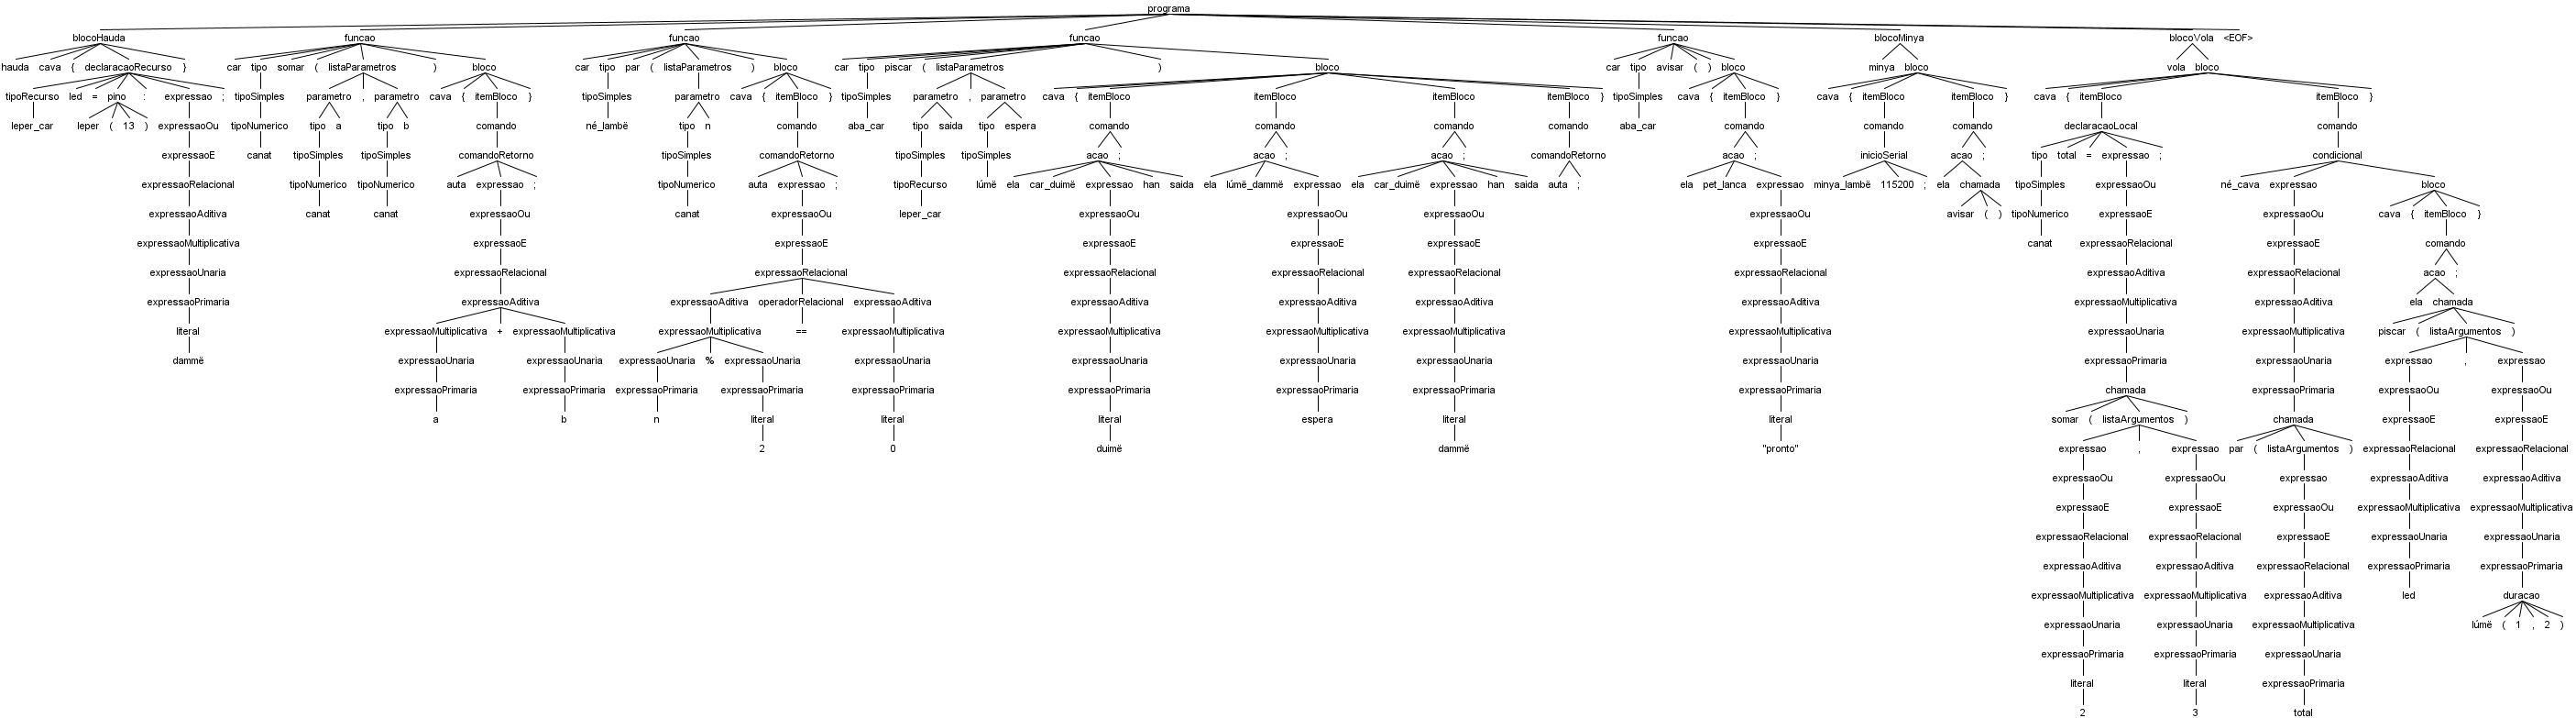 programa
blocoHauda funcao funcao funcao funcao blocoMinya blocoVola <EOF>
hauda cava { declaracaoRecurso } car tipo somar ( listaParametros ) bloco car tipo par ( listaParametros ) bloco car tipo piscar ( listaParametros ) bloco car tipo avisar ( ) bloco minya bloco vola bloco
tipoRecurso led = pino : expressao ; tipoSimples parametro , parametro cava { itemBloco } tipoSimples parametro cava { itemBloco } tipoSimples parametro , parametro cava { itemBloco itemBloco itemBloco itemBloco } tipoSimples cava { itemBloco } cava { itemBloco itemBloco } cava { itemBloco itemBloco }
leper_car leper ( 13 ) expressaoOu tipoNumerico tipo a tipo b comando né_lambë tipo n comando aba_car tipo saida tipo espera comando comando comando comando aba_car comando comando comando declaracaoLocal comando
expressaoE canat tipoSimples tipoSimples comandoRetorno tipoSimples comandoRetorno tipoSimples tipoSimples acao ; acao ; acao ; comandoRetorno acao ; inicioSerial acao ; tipo total = expressao ; condicional
expressaoRelacional tipoNumerico tipoNumerico auta expressao ; tipoNumerico auta expressao ; tipoRecurso lúmë ela car_duimë expressao han saida ela lúmë_dammë expressao ela car_duimë expressao han saida auta ; ela pet_lanca expressao minya_lambë 115200 ; ela chamada tipoSimples expressaoOu né_cava expressao bloco
expressaoAditiva canat canat expressaoOu canat expressaoOu leper_car expressaoOu expressaoOu expressaoOu expressaoOu avisar ( ) tipoNumerico expressaoE expressaoOu cava { itemBloco }
expressaoMultiplicativa expressaoE expressaoE expressaoE expressaoE expressaoE expressaoE canat expressaoRelacional expressaoE comando
expressaoUnaria expressaoRelacional expressaoRelacional expressaoRelacional expressaoRelacional expressaoRelacional expressaoRelacional expressaoAditiva expressaoRelacional acao ;
expressaoPrimaria expressaoAditiva expressaoAditiva operadorRelacional expressaoAditiva expressaoAditiva expressaoAditiva expressaoAditiva expressaoAditiva expressaoMultiplicativa expressaoAditiva ela chamada
literal expressaoMultiplicativa + expressaoMultiplicativa expressaoMultiplicativa == expressaoMultiplicativa expressaoMultiplicativa expressaoMultiplicativa expressaoMultiplicativa expressaoMultiplicativa expressaoUnaria expressaoMultiplicativa piscar ( listaArgumentos )
dammë expressaoUnaria expressaoUnaria expressaoUnaria % expressaoUnaria expressaoUnaria expressaoUnaria expressaoUnaria expressaoUnaria expressaoUnaria expressaoPrimaria expressaoUnaria expressao , expressao
expressaoPrimaria expressaoPrimaria expressaoPrimaria expressaoPrimaria expressaoPrimaria expressaoPrimaria expressaoPrimaria expressaoPrimaria expressaoPrimaria chamada expressaoPrimaria expressaoOu expressaoOu
a b n literal literal literal espera literal literal somar ( listaArgumentos ) chamada expressaoE expressaoE
2 0 duimë dammë "pronto" expressao , expressao par ( listaArgumentos ) expressaoRelacional expressaoRelacional
expressaoOu expressaoOu expressao expressaoAditiva expressaoAditiva
expressaoE expressaoE expressaoOu expressaoMultiplicativa expressaoMultiplicativa
expressaoRelacional expressaoRelacional expressaoE expressaoUnaria expressaoUnaria
expressaoAditiva expressaoAditiva expressaoRelacional expressaoPrimaria expressaoPrimaria
expressaoMultiplicativa expressaoMultiplicativa expressaoAditiva led duracao
expressaoUnaria expressaoUnaria expressaoMultiplicativa lúmë ( 1 , 2 )
expressaoPrimaria expressaoPrimaria expressaoUnaria
literal literal expressaoPrimaria
2 3 total